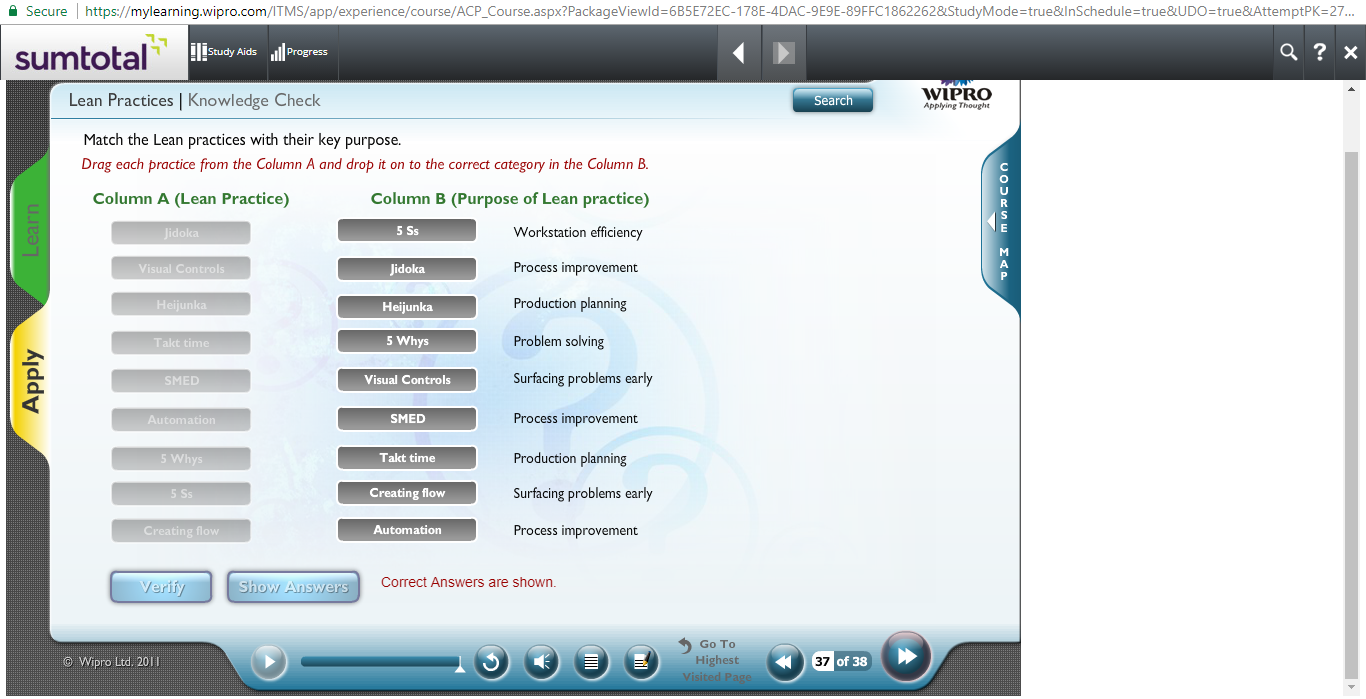 Secure | https://mylearning.wipro.com/ITMS/app/experience/course/ACP_Course.aspx?PackageViewId=6B5E72EC-178E-4DAC-9E9E-89FFC1862262&StudyMode=true&InSchedule=true&UDO=true&AttemptPK=27...
sumtotal Study Aids Progress
Lean Practices | Knowledge Check Search WIPRO
Applying Thought
Match the Lean practices with their key purpose.
Drag each practice from the Column A and drop it on to the correct category in the Column B.
Column A (Lean Practice) Column B (Purpose of Lean practice)
Jidoka 5 Ss Workstation efficiency
Visual Controls Jidoka Process improvement
Heijunka Heijunka Production planning
Takt time 5 Whys Problem solving
SMED Visual Controls Surfacing problems early
Automation SMED Process improvement
5 Whys Takt time Production planning
5 Ss Creating flow Surfacing problems early
Creating flow Automation Process improvement
Learn
Apply
COURSE MAP
Verify Show Answers Correct Answers are shown.
© Wipro Ltd. 2011
Go To
Highest
Visited Page
37 of 38